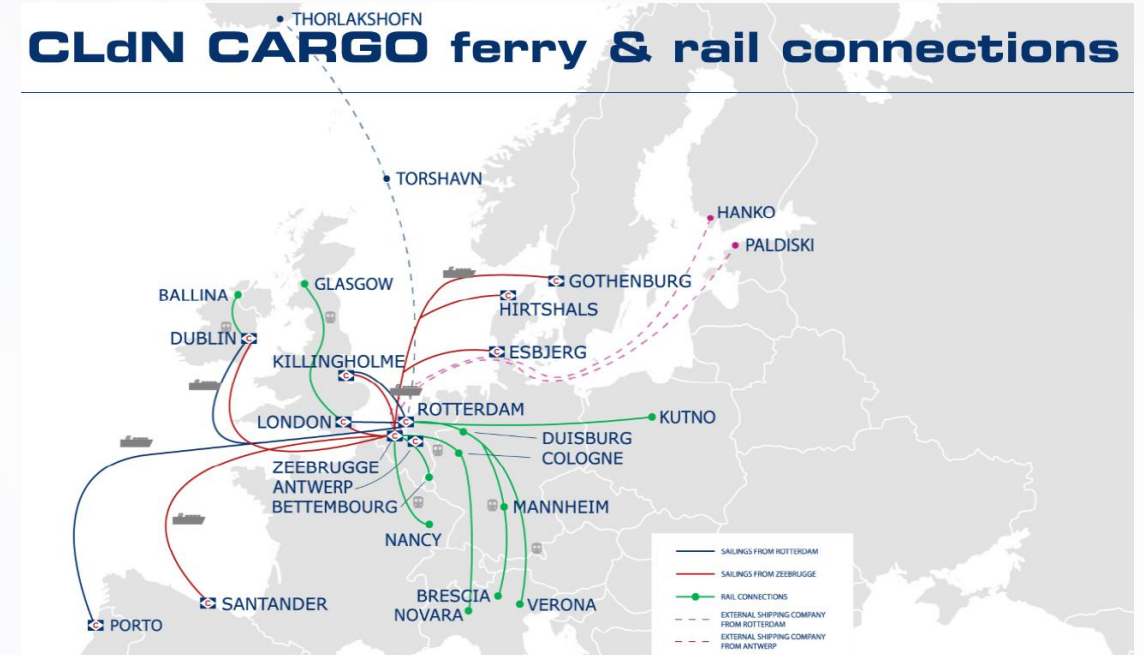 THORLAKSHOFN
CLdN CARGO ferry & rail connections
TORSHAVN
HANKO
PALDISKI
GOTHENBURG
GLASGOW
BALLINA
HIRTSHALS
DUBLIN
ESBJERG
KILLINGHOLME
ROTTERDAM
KUTNO
LONDON
DUISBURG
COLOGNE
ZEEBRUGGE
ANTWERP
BETTEMBOURG
MANNHEIM
NANCY
BRESCIA
NOVARA
VERONA
SANTANDER
PORTO
SAILINGS FROM ROTTERDAM
SAILINGS FROM ZEEBRUGGE
RAIL CONNECTIONS
EXTERNAL SHIPPING COMPANY
FROM ROTTERDAM
EXTERNAL SHIPPING COMPANY
FROM ANTWERP